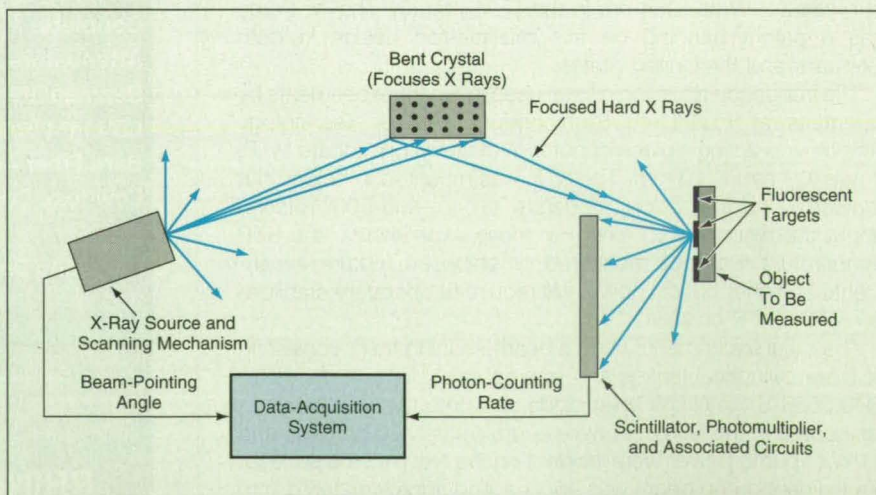 Bent Crystal
(Focuses X Rays)
Focused Hard X Rays
Fluorescent
Targets
Object
To Be
Measured
X-Ray Source and
Scanning Mechanism
Beam-Pointing
Angle
Data-Acquisition
System
Photon-Counting
Rate
Scintillator, Photomultiplier,
and Associated Circuits